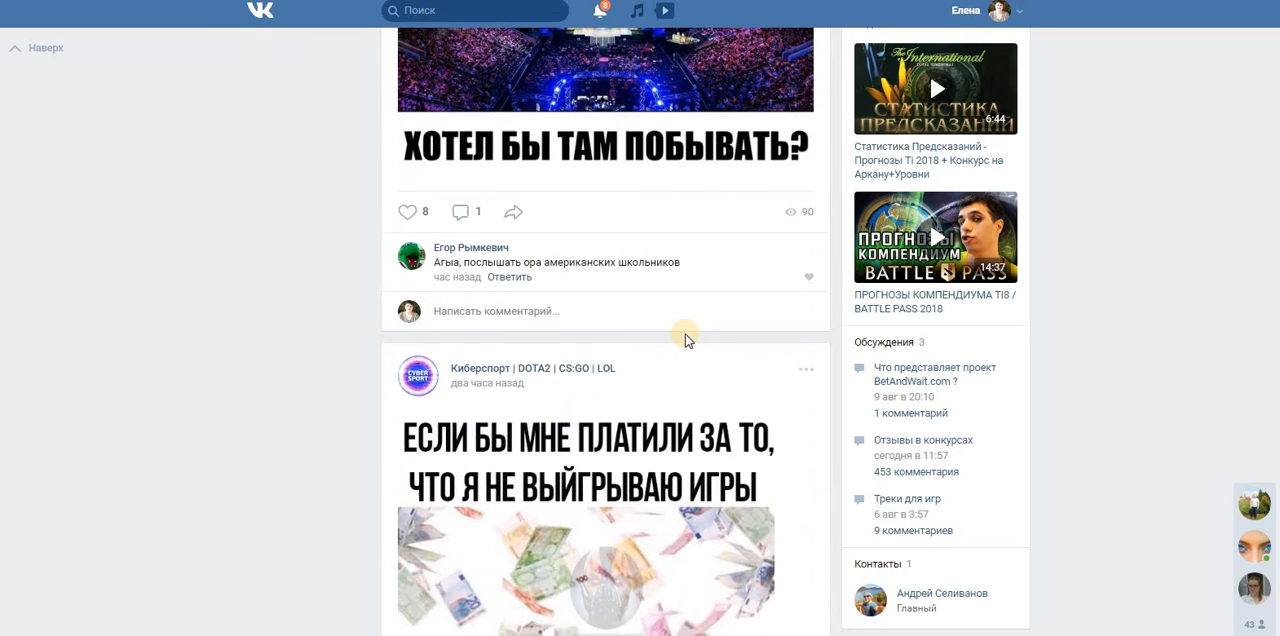 Поиск
8
Елена
Наверх
ХОТЕЛ БЫ ТАМ ПОБЫВАТЬ?
8
1
90
Егор Рымкевич
Агыа, послышать ора американских школьников
час назад Ответить
Написать комментарий...
CYBER
SPORT
Киберспорт | DOTA2 | CS:GO | LOL
два часа назад
ЕСЛИ БЫ МНЕ ПЛАТИЛИ ЗА ТО,
ЧТО Я НЕ ВЫЙГРЫВАЮ ИГРЫ
The International
СТАТИСТИКА
ПРЕДСКАЗАНИЙ
6:44
Статистика Предсказаний -
Прогнозы Ti 2018 + Конкурс на
Аркану+Уровни
ПРОГНОЗЫ
КОМПЕНДИУМ
BATTLE PASS
14:37
ПРОГНОЗЫ КОМПЕНДИУМА TI8 /
BATTLE PASS 2018
Обсуждения 3
Что представляет проект
BetAndWait.com ?
9 авг в 20:10
1 комментарий
Отзывы в конкурсах
сегодня в 11:57
453 комментария
Треки для игр
6 авг в 3:57
9 комментариев
Контакты 1
Андрей Селиванов
Главный
43